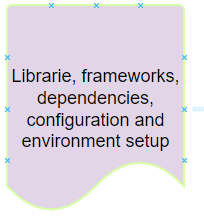 Librarie, frameworks,
dependencies,
configuration and
environment setup